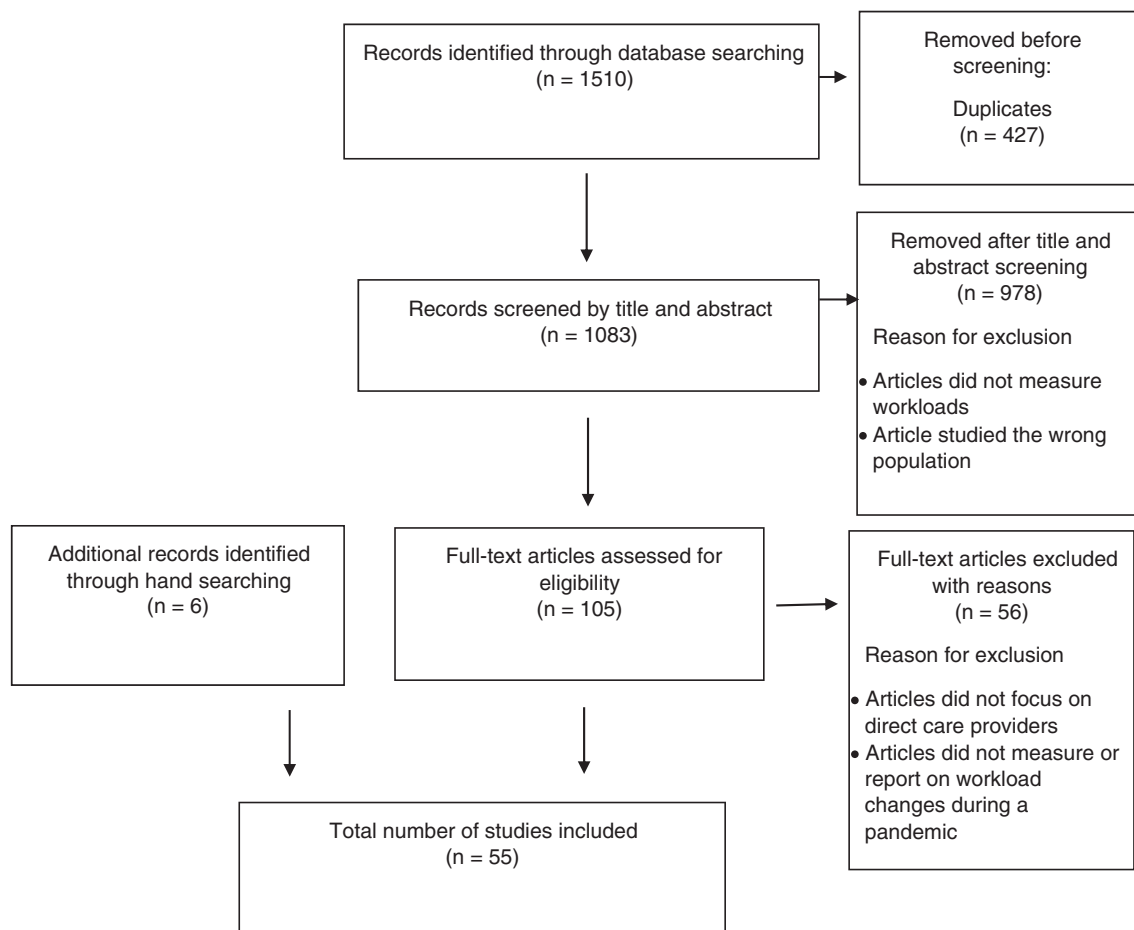 Records identified through database searching
(n = 1510)
Removed before
screening:
Duplicates
(n = 427)
Records screened by title and abstract
(n = 1083)
Removed after title and
abstract screening
(n = 978)
Reason for exclusion
• Articles did not measure
workloads
• Article studied the wrong
population
Additional records identified
through hand searching
(n = 6)
Full-text articles assessed for
eligibility
(n = 105)
Full-text articles excluded
with reasons
(n = 56)
Reason for exclusion
• Articles did not focus on
direct care providers
• Articles did not measure or
report on workload
changes during a
pandemic
Total number of studies included
(n = 55)